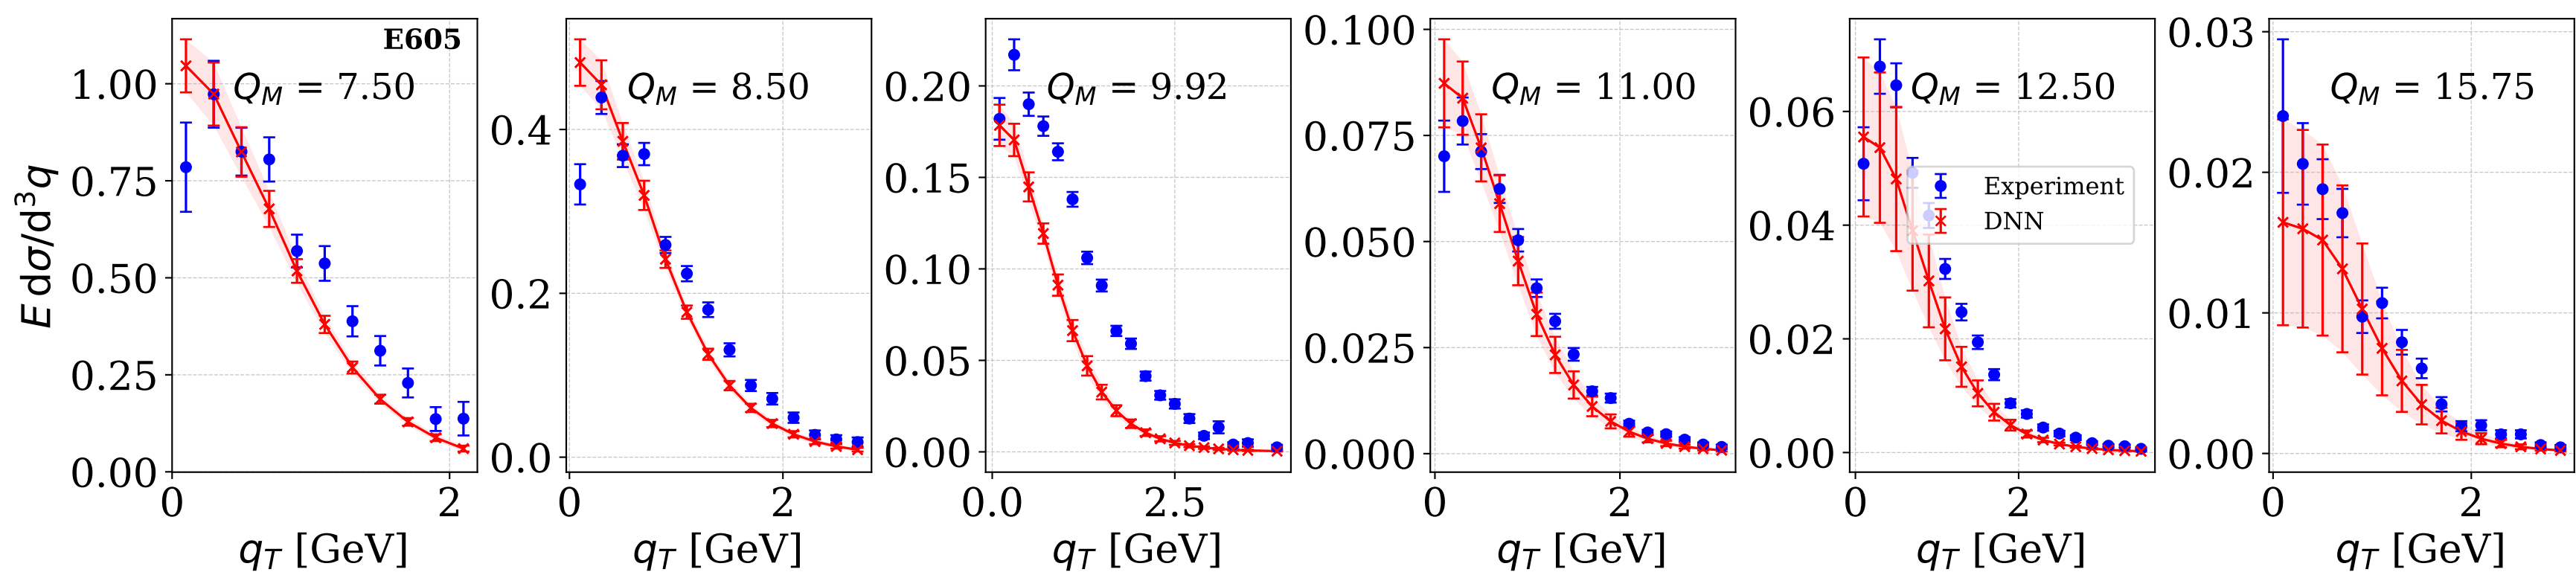 E dσ/d³q
E605
Q_M = 7.50
1.00
0.75
0.50
0.25
0.00
0
2
q_T [GeV]
Q_M = 8.50
0.4
0.2
0.0
0
2
q_T [GeV]
Q_M = 9.92
0.20
0.15
0.10
0.05
0.00
0.0
2.5
q_T [GeV]
Q_M = 11.00
0.100
0.075
0.050
0.025
0.000
0
2
q_T [GeV]
Q_M = 12.50
Experiment
DNN
0.06
0.04
0.02
0.00
0
2
q_T [GeV]
Q_M = 15.75
0.03
0.02
0.01
0.00
0
2
q_T [GeV]